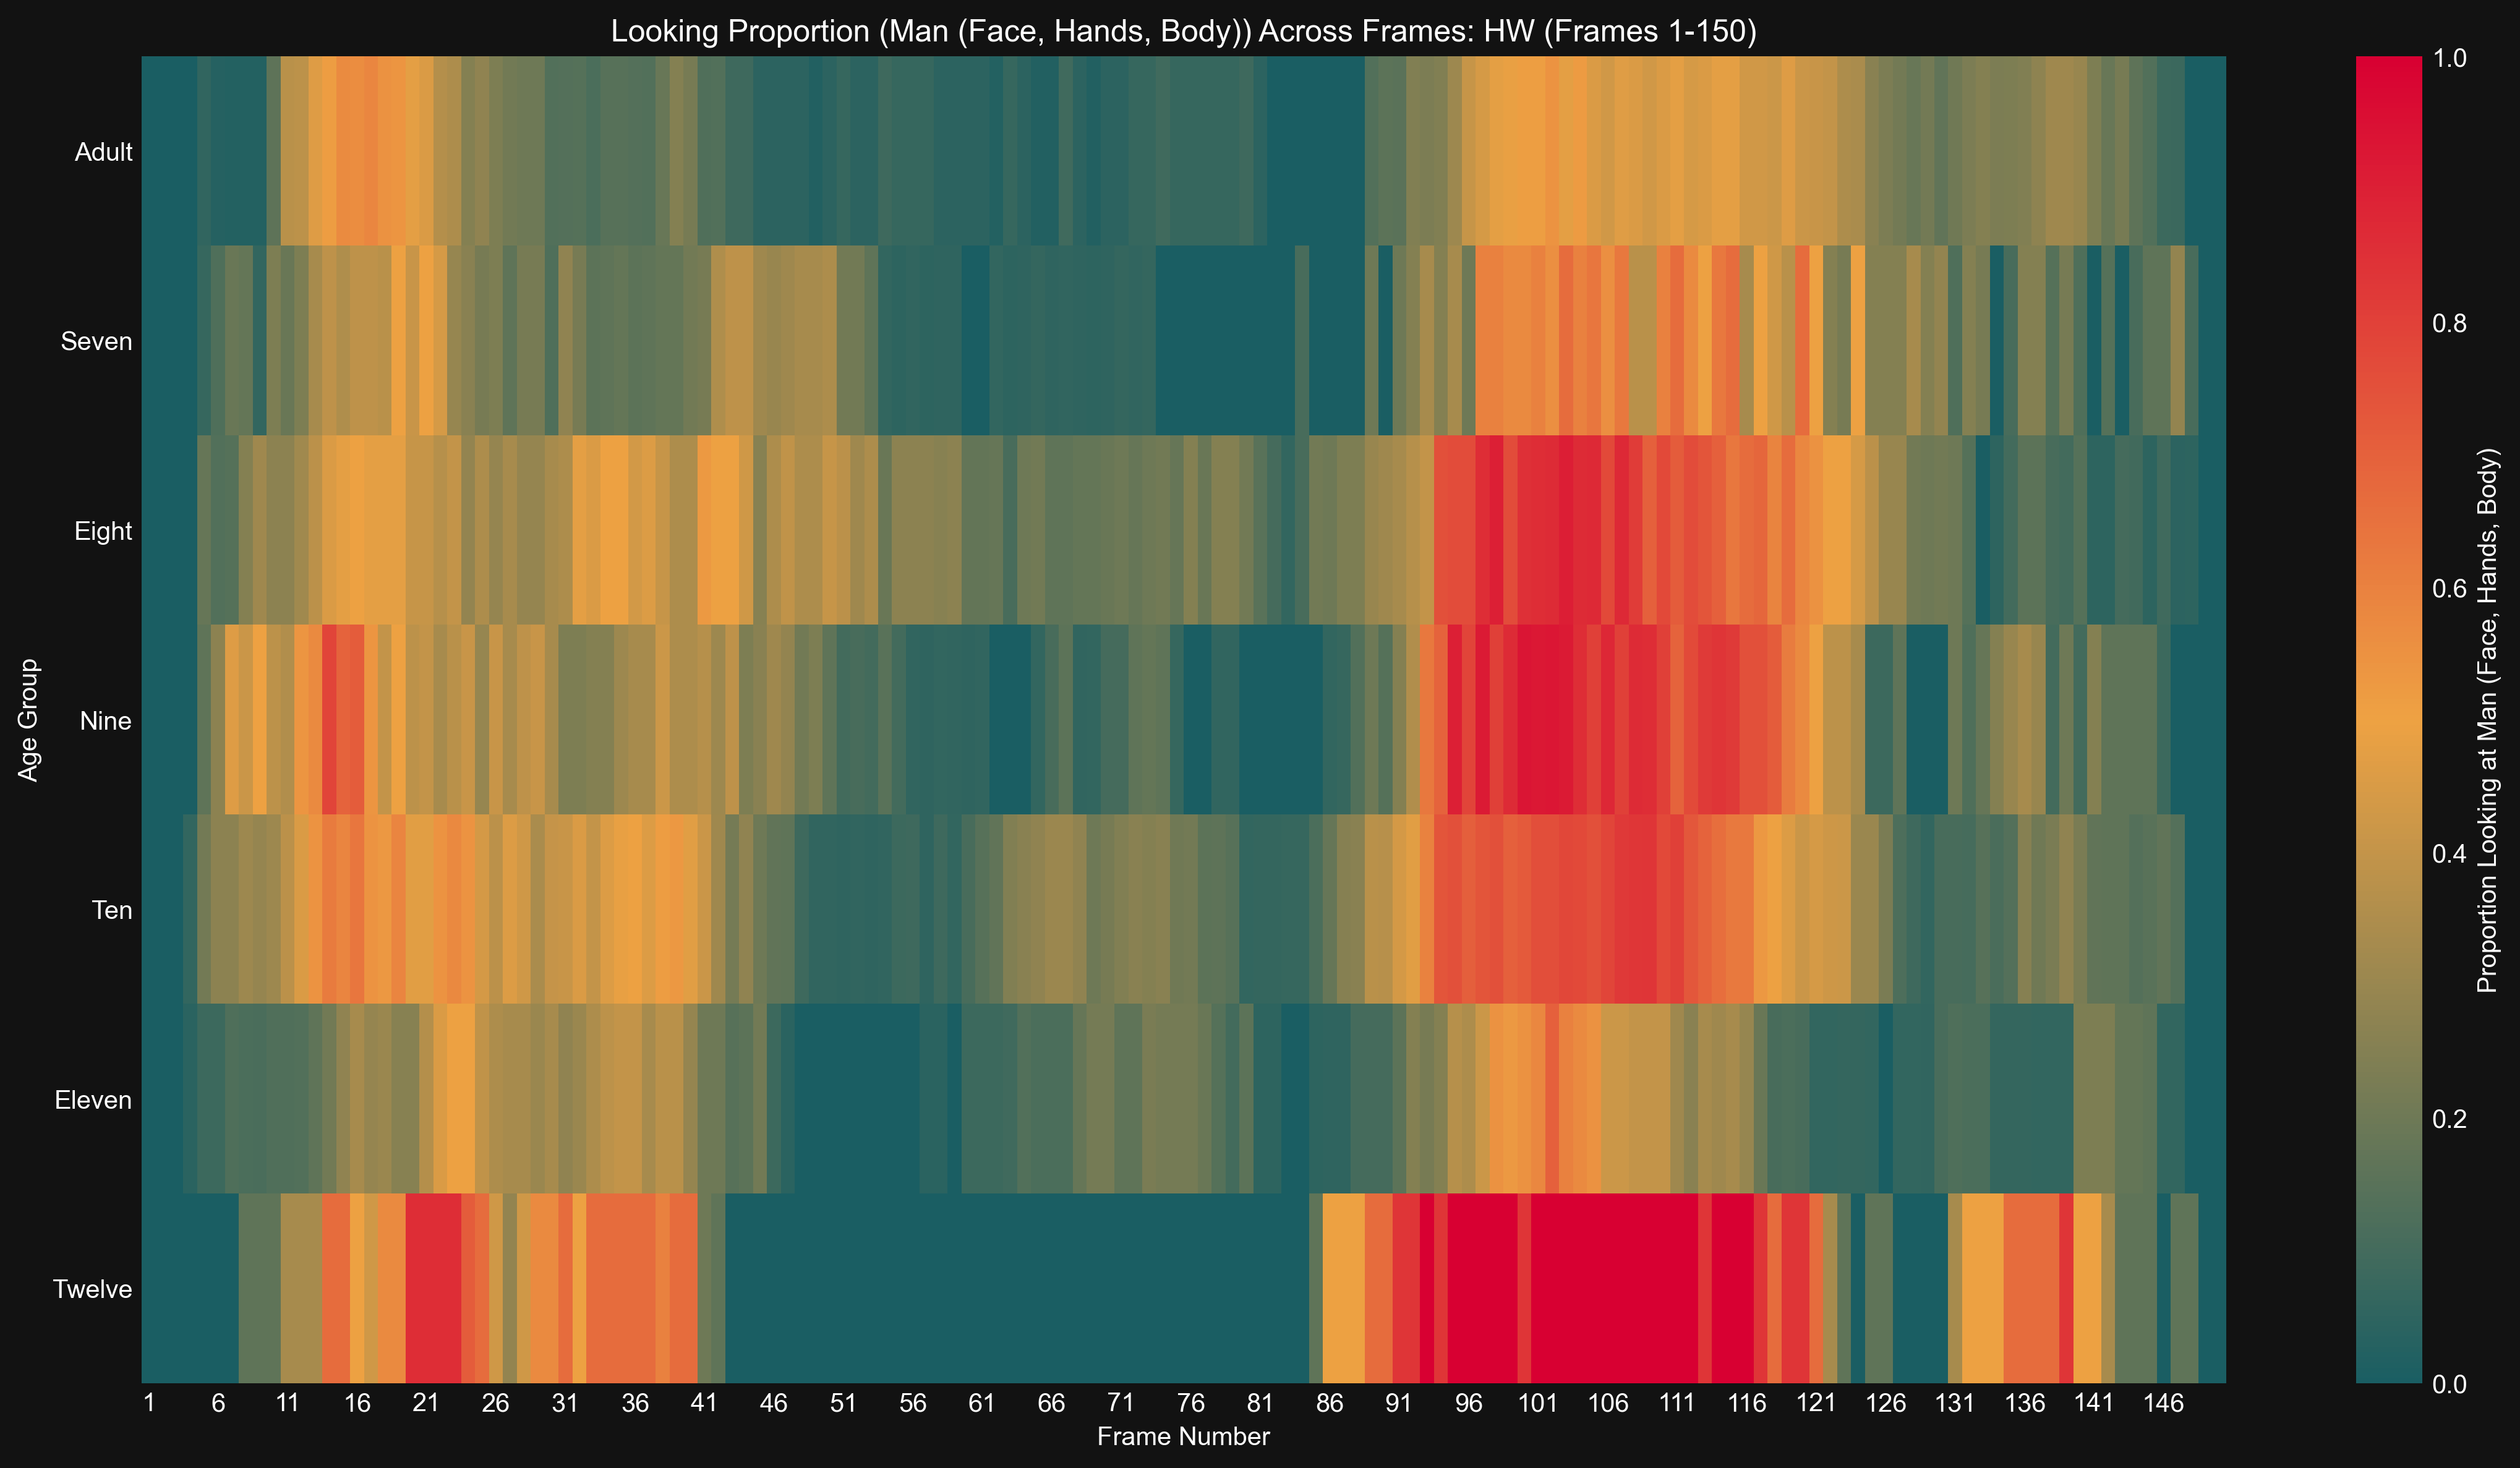 Looking Proportion (Man (Face, Hands, Body)) Across Frames: HW (Frames 1-150)
Age Group
Adult
Seven
Eight
Nine
Ten
Eleven
Twelve
1 6 11 16 21 26 31 36 41 46 51 56 61 66 71 76 81 86 91 96 101 106 111 116 121 126 131 136 141 146
Frame Number
1.0
0.8
0.6
0.4
0.2
0.0
Proportion Looking at Man (Face, Hands, Body)